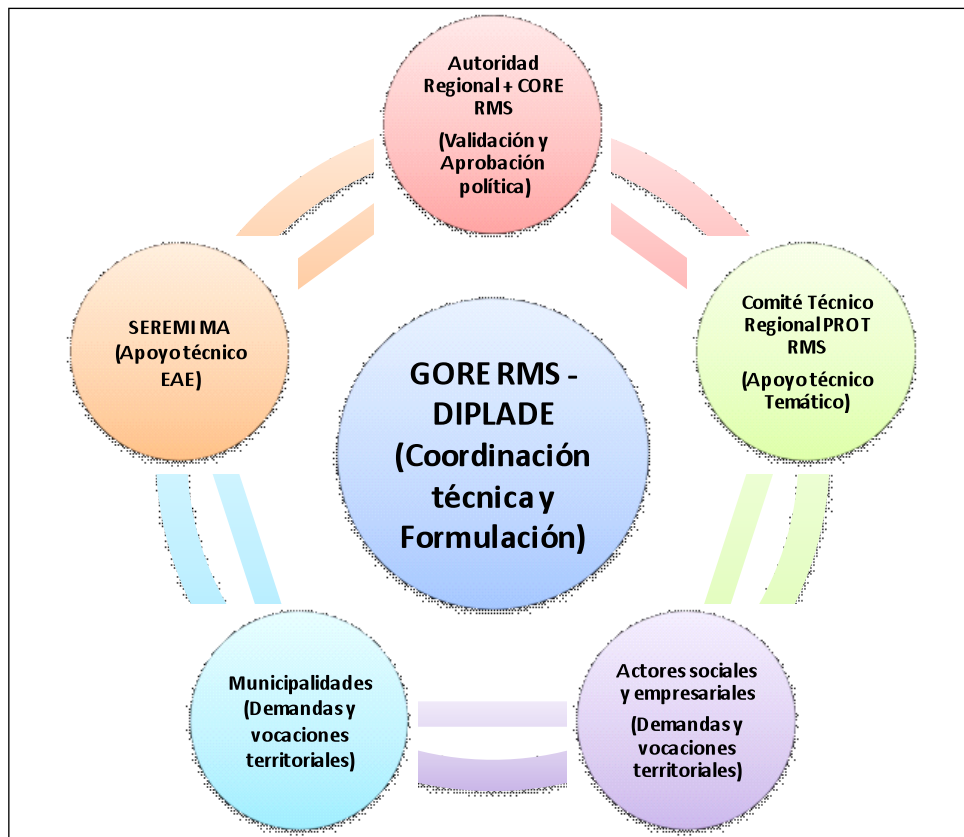 Autoridad
Regional + CORE
RMS
(Validación y
Aprobación
política)
SEREMI MA
(Apoyo técnico
EAE)
Comité Técnico
Regional PROT
RMS
(Apoyo técnico
Temático)
GORE RMS -
DIPLADE
(Coordinación
técnica y
Formulación)
Municipalidades
(Demandas y
vocaciones
territoriales)
Actores sociales
y empresariales
(Demandas y
vocaciones
territoriales)